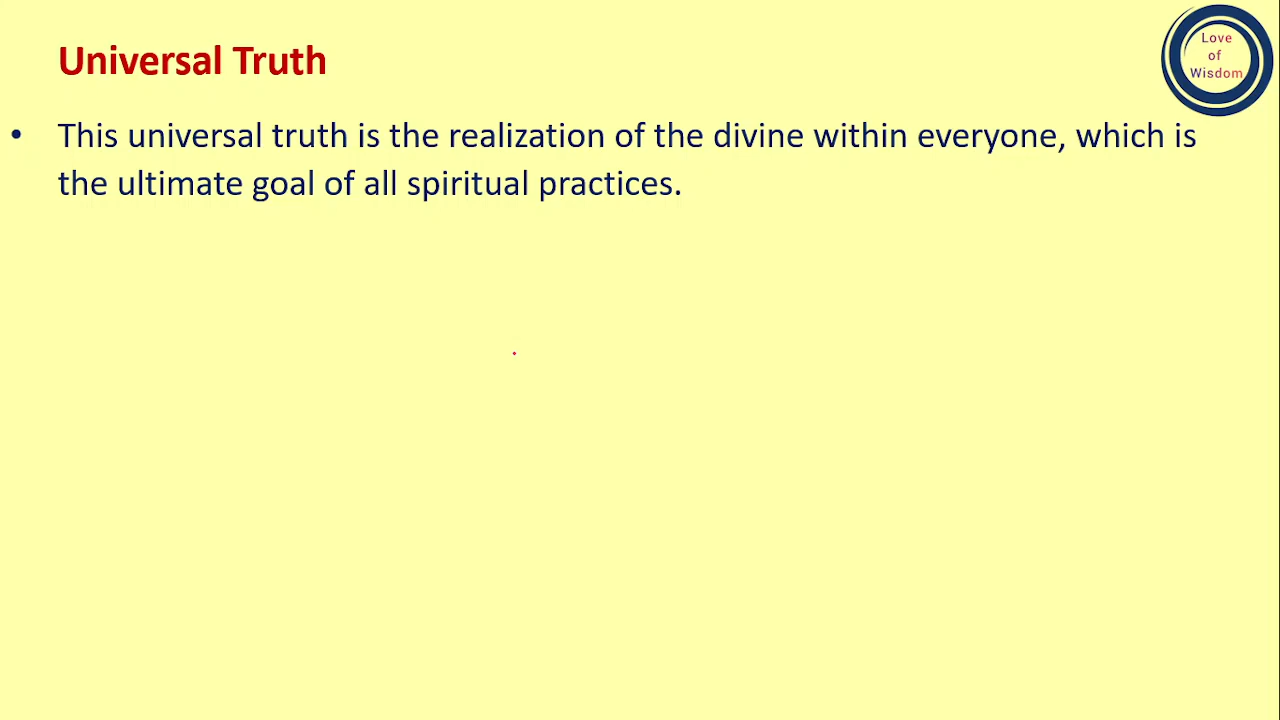 Universal Truth
• This universal truth is the realization of the divine within everyone, which is
the ultimate goal of all spiritual practices.
Love
of
Wisdom